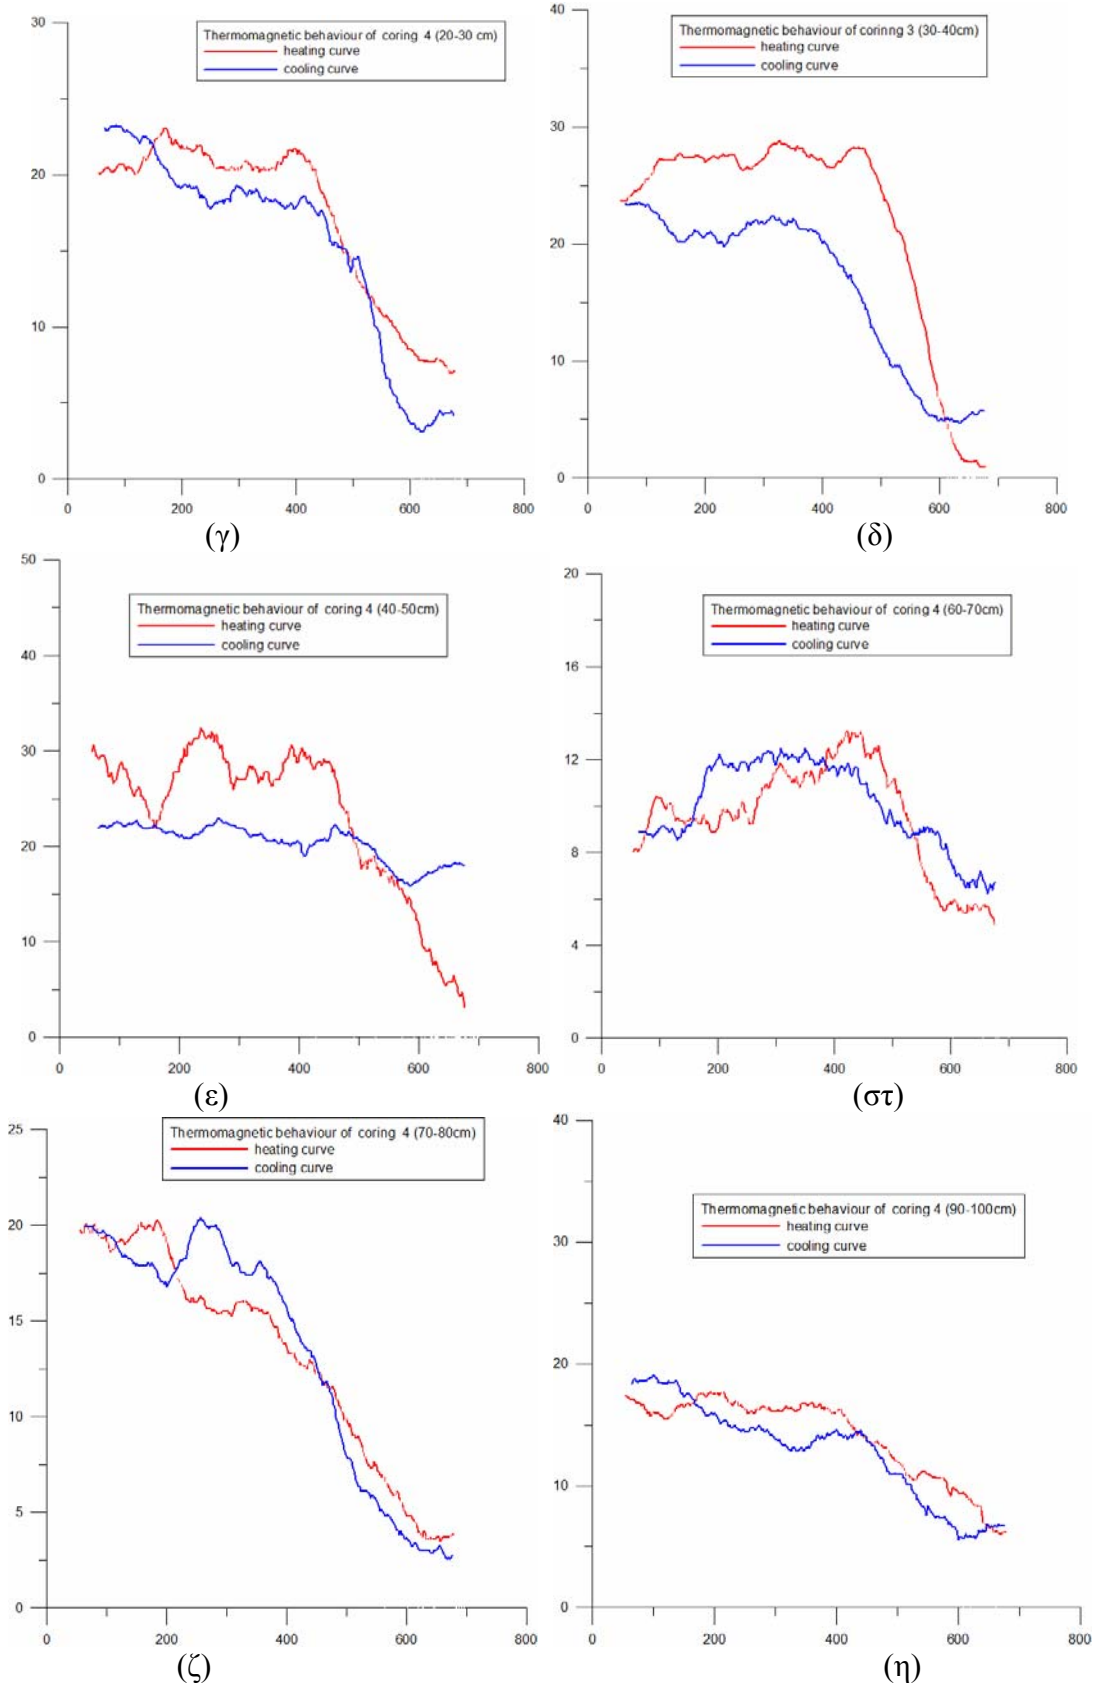 30
20
10
0
0 200 400 600 800
Thermomagnetic behaviour of coring 4 (20-30 cm)
heating curve
cooling curve
(γ)
40
30
20
10
0
0 200 400 600 800
Thermomagnetic behaviour of corinng 3 (30-40cm)
heating curve
cooling curve
(δ)
50
40
30
20
10
0
0 200 400 600 800
Thermomagnetic behaviour of coring 4 (40-50cm)
heating curve
cooling curve
(ε)
20
16
12
8
4
0
0 200 400 600 800
Thermomagnetic behaviour of coring 4 (60-70cm)
heating curve
cooling curve
(στ)
25
20
15
10
5
0
0 200 400 600 800
Thermomagnetic behaviour of coring 4 (70-80cm)
heating curve
cooling curve
(ζ)
40
30
20
10
0
0 200 400 600 800
Thermomagnetic behaviour of coring 4 (90-100cm)
heating curve
cooling curve
(η)